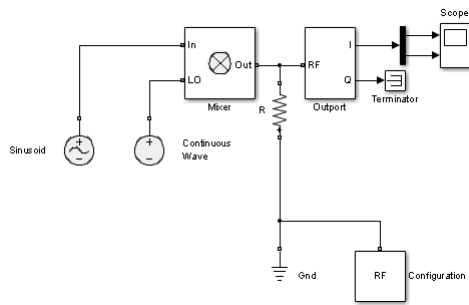 Scope
In
Out
LO
Mixer
RF
I
Q
Outport
Terminator
R
Sinusoid
Continuous
Wave
Gnd
RF
Configuration